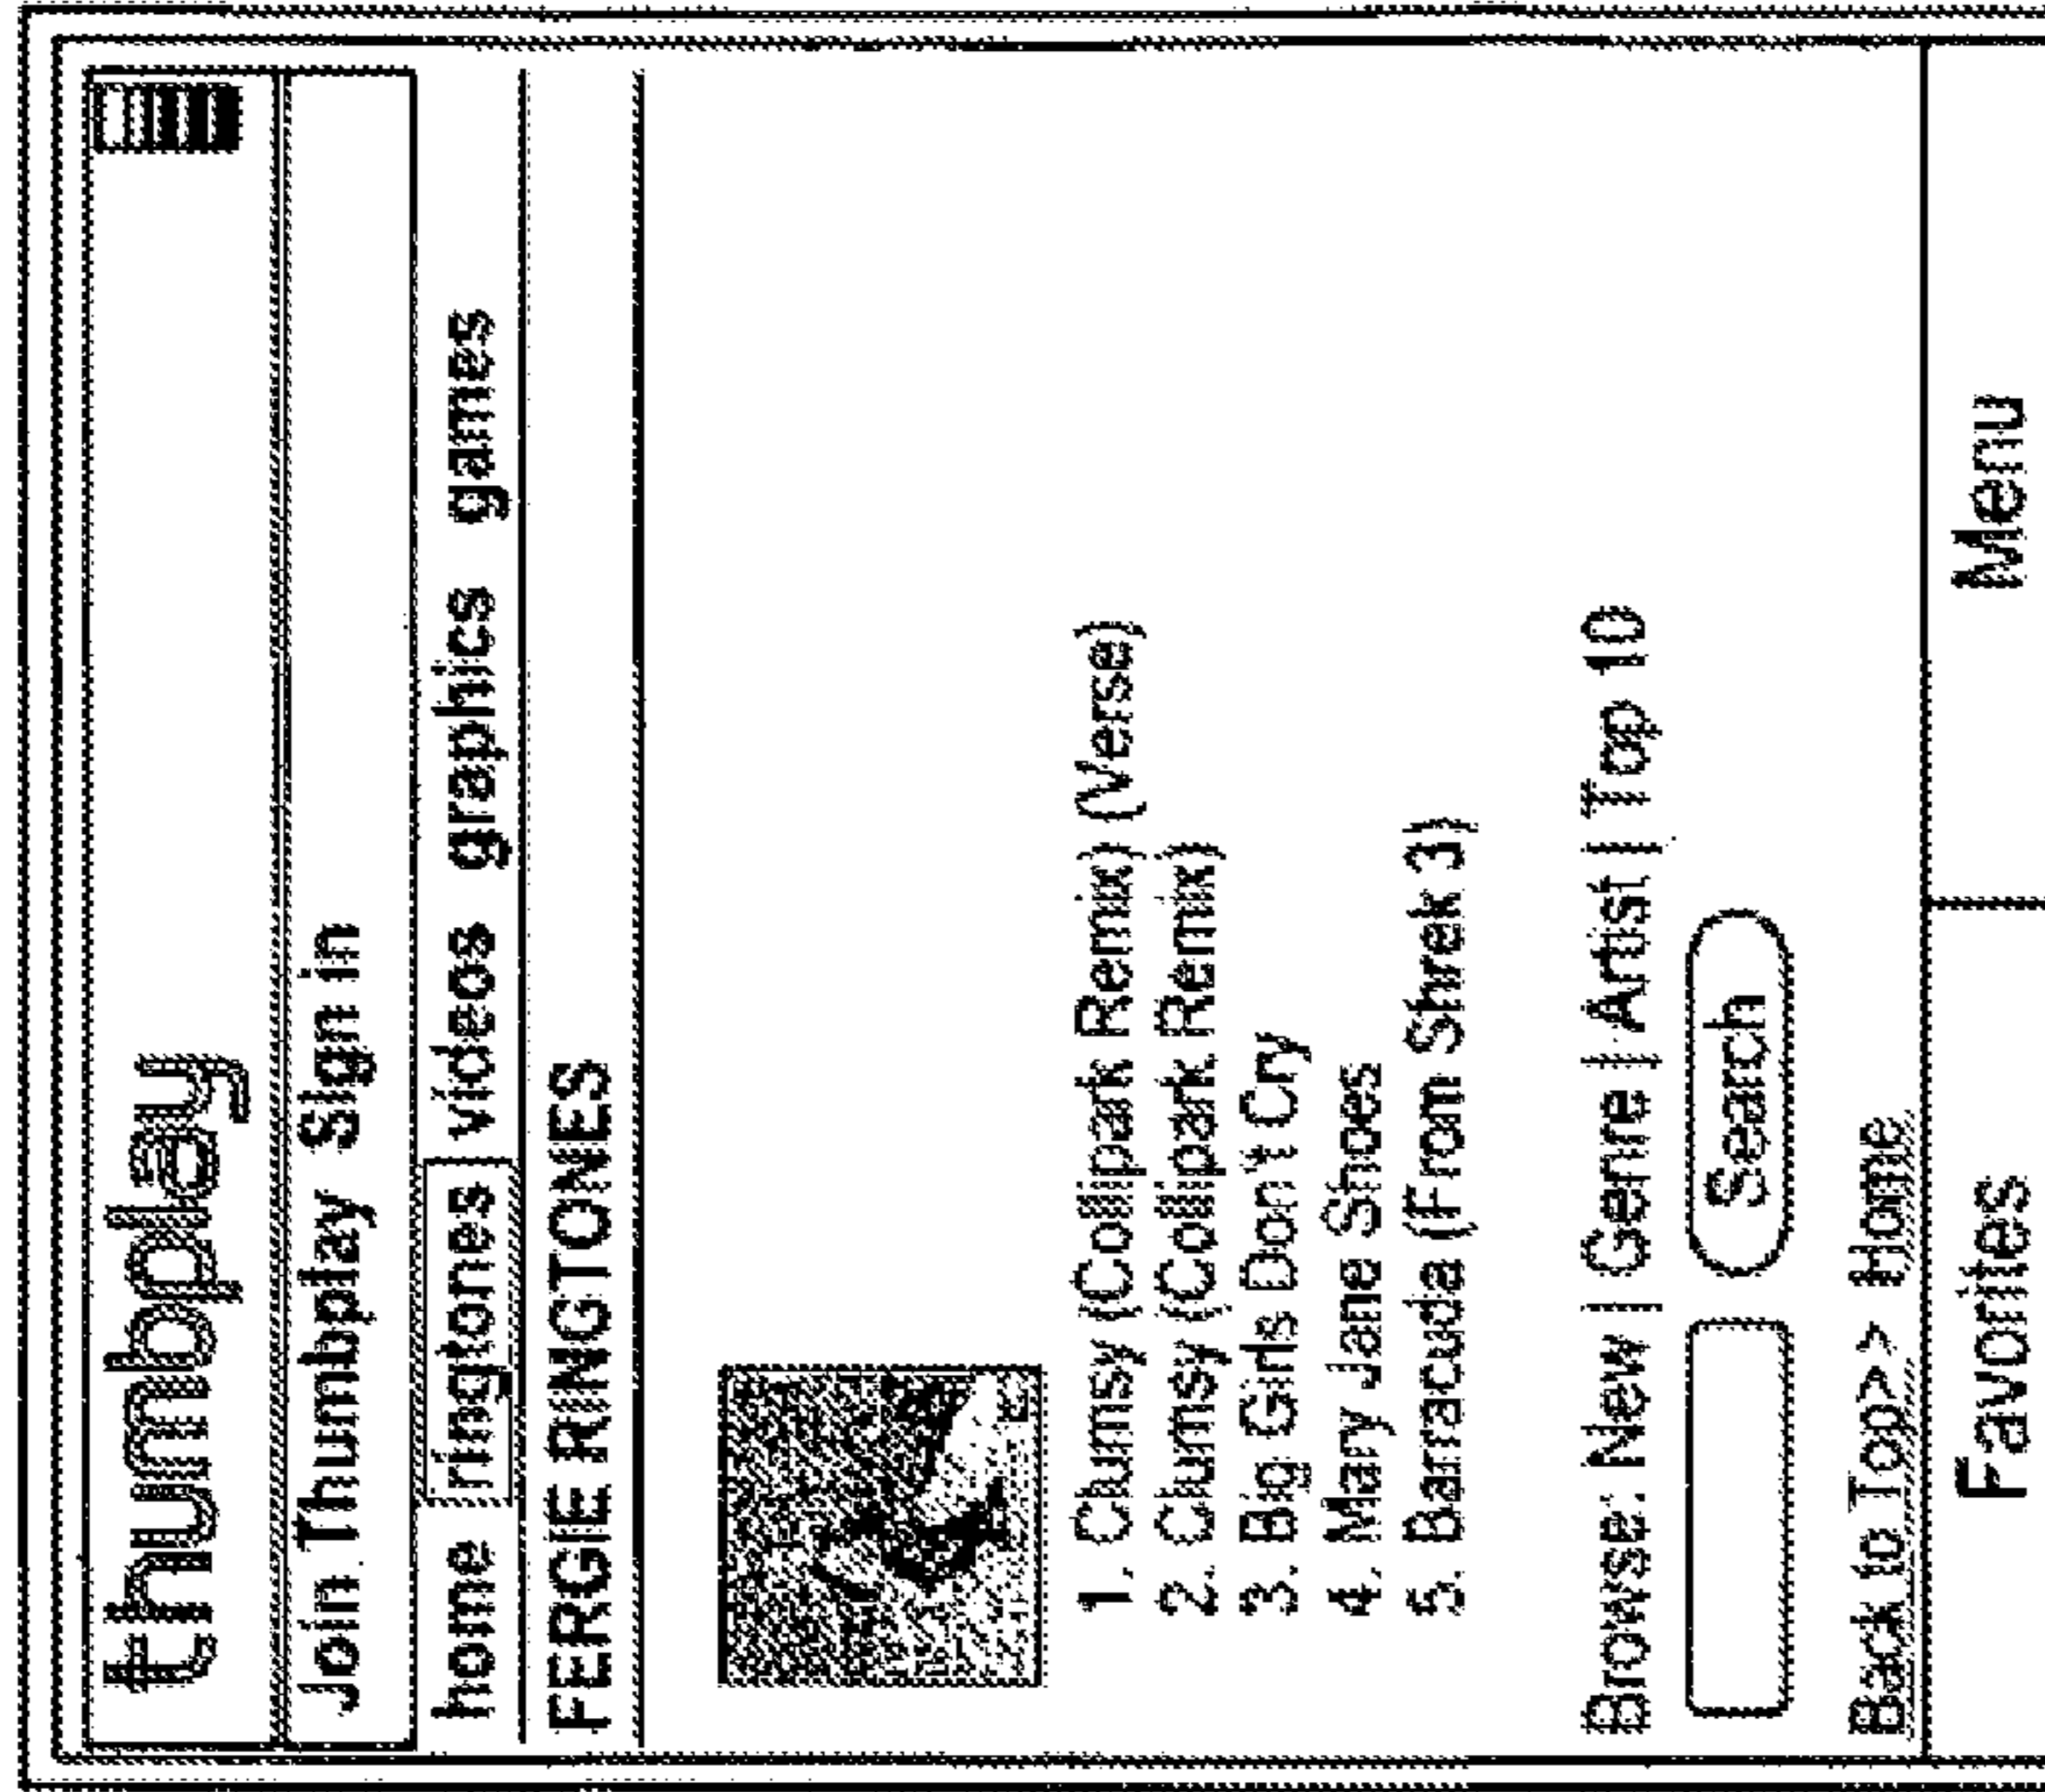 thumbplay
Join Thumbplay Sign in
home ringtones videos graphics games
FERGIE RINGTONES
1. Clumsy (Collipark Remix) (Verse)
2. Clumsy (Collipark Remix)
3. Big Girls Don't Cry
4. Mary Jane Shoes
5. Barracuda (From Shrek 3)
Browse: New | Genre | Artist | Top 10
Search
Back to Top>> Home
Favorites Menu